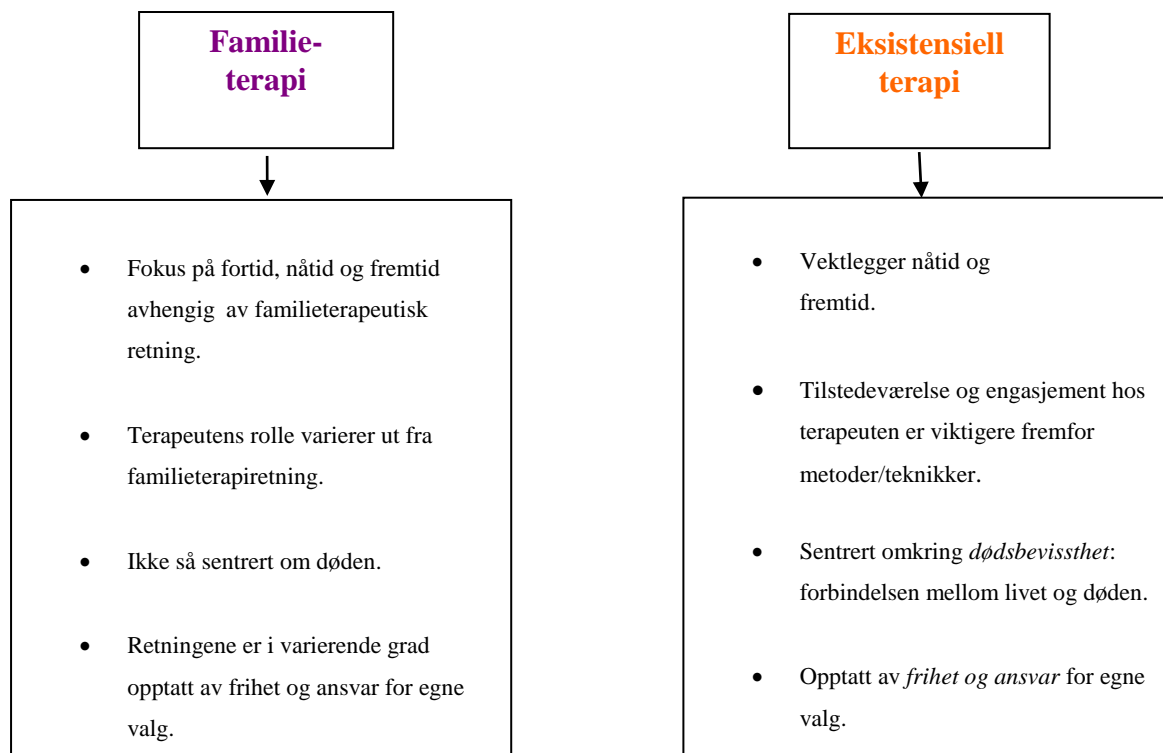 Familie-
terapi
Fokus på fortid, nåtid og fremtid
avhengig av familieterapeutisk
retning.
Terapeutens rolle varierer ut fra
familieterapiretning.
Ikke så sentrert om døden.
Retningene er i varierende grad
opptatt av frihet og ansvar for egne
valg.
Eksistensiell
terapi
Vektlegger nåtid og
fremtid.
Tilstedeværelse og engasjement hos
terapeuten er viktigere fremfor
metoder/teknikker.
Sentrert omkring dødsbevissthet:
forbindelsen mellom livet og døden.
Opptatt av frihet og ansvar for egne
valg.